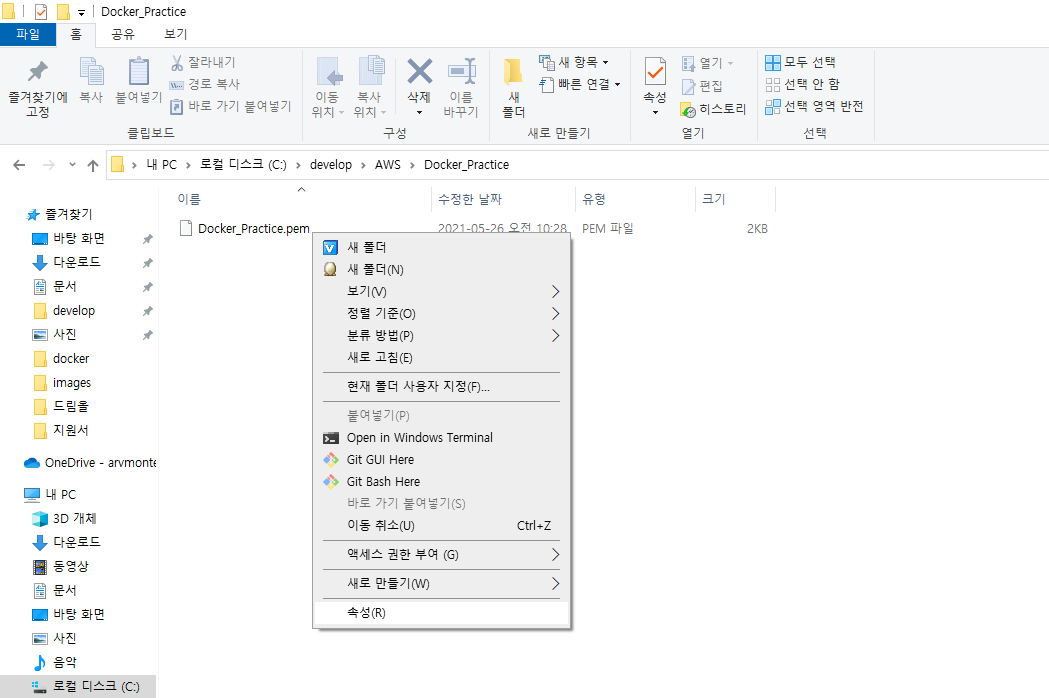 Docker_Practice
파일 홈 공유 보기
즐겨찾기에
고정
복사
붙여넣기
잘라내기
경로 복사
바로 가기 붙여넣기
클립보드
이동
위치
복사
위치
삭제
이름
바꾸기
구성
새
폴더
새 항목
빠른 연결
새로 만들기
속성
열기
편집
히스토리
열기
모두 선택
선택 안 함
선택 영역 반전
선택
내 PC 로컬 디스크 (C:) develop AWS Docker_Practice
이름 수정한 날짜 유형 크기
Docker_Practice.pem 2021-05-26 오전 10:28 PEM 파일 2KB
즐겨찾기
바탕 화면
다운로드
문서
develop
사진
docker
images
드림을
지원서
OneDrive - arvmonte
내 PC
3D 개체
다운로드
동영상
문서
바탕 화면
사진
음악
로컬 디스크 (C:)
새 폴더
새 폴더(N)
보기(V)
정렬 기준(O)
분류 방법(P)
새로 고침(E)
현재 폴더 사용자 지정(F)...
붙여넣기(P)
Open in Windows Terminal
Git GUI Here
Git Bash Here
바로 가기 붙여넣기(S)
이동 취소(U) Ctrl+Z
액세스 권한 부여 (G)
새로 만들기(W)
속성(R)